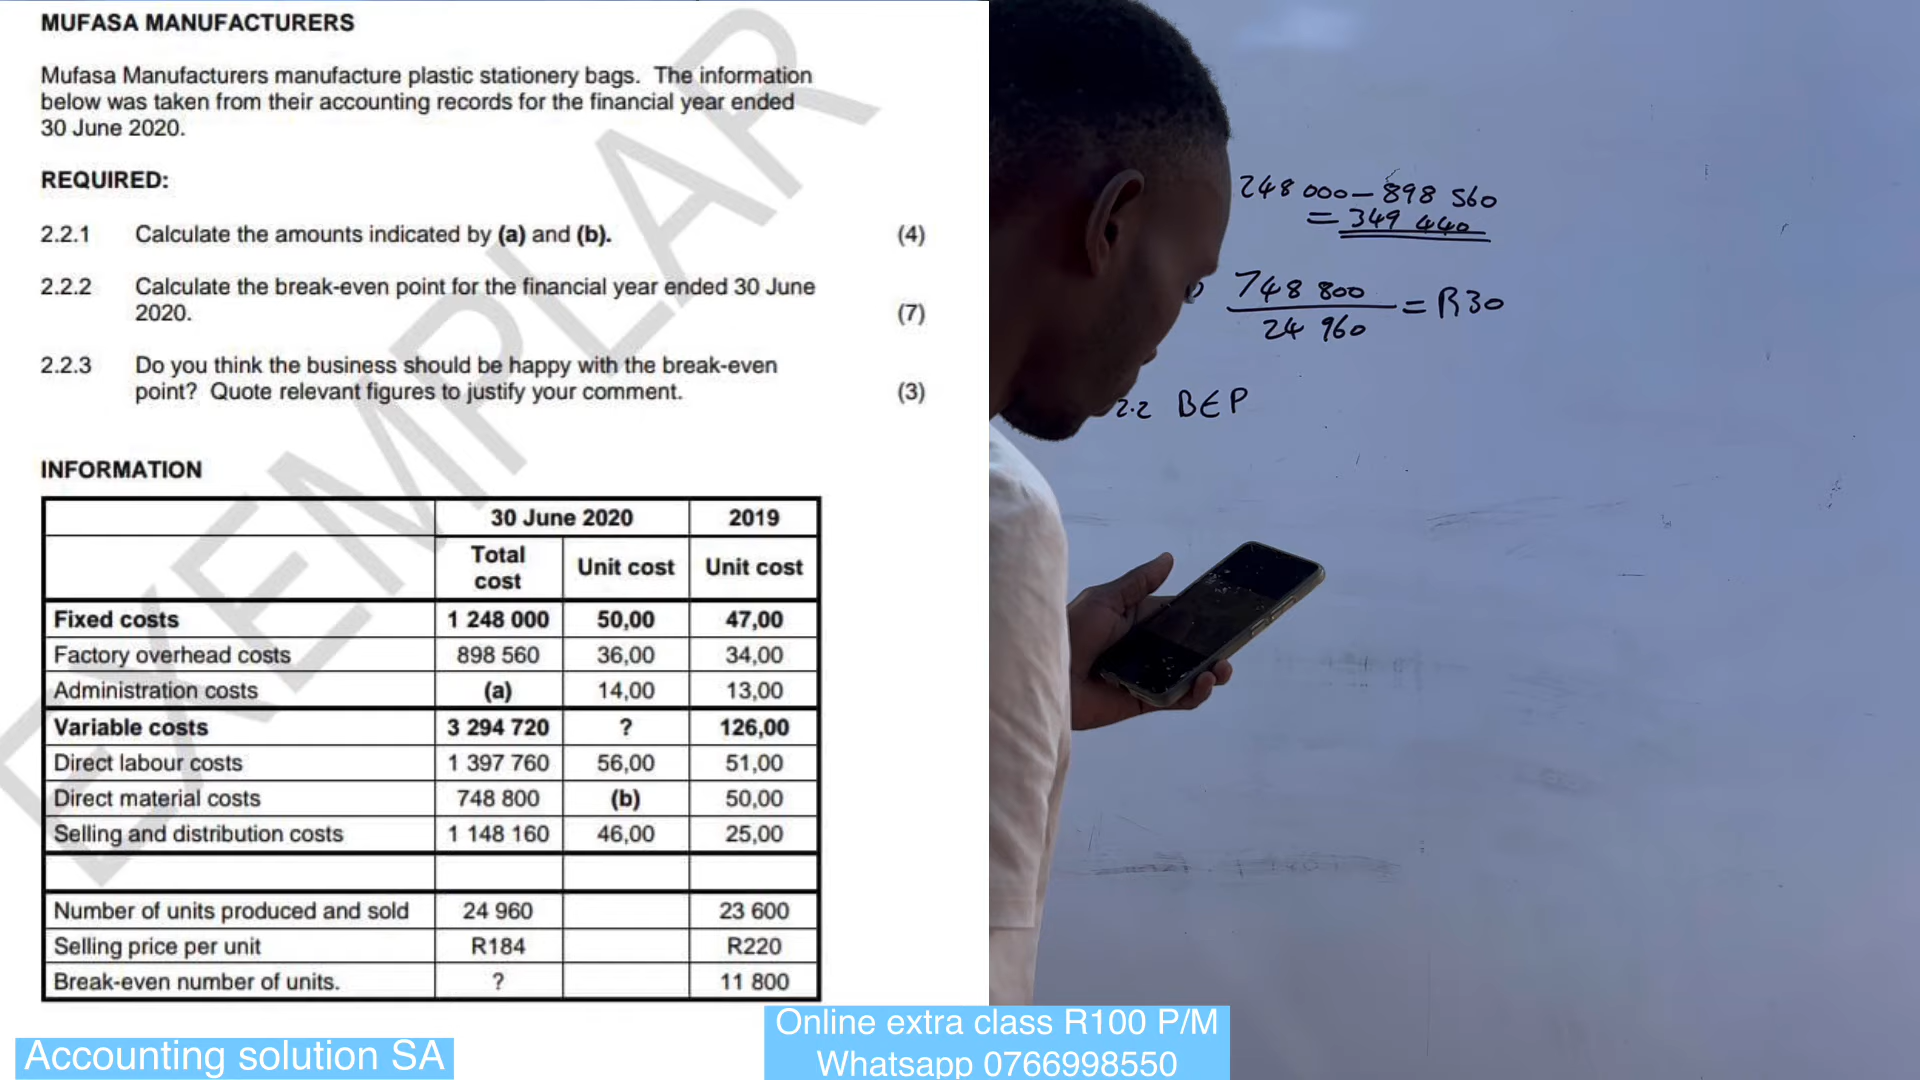 MUFASA MANUFACTURERS
Mufasa Manufacturers manufacture plastic stationery bags. The information
below was taken from their accounting records for the financial year ended
30 June 2020.
REQUIRED:
2.2.1 Calculate the amounts indicated by (a) and (b). (4)
2.2.2 Calculate the break-even point for the financial year ended 30 June
2020. (7)
2.2.3 Do you think the business should be happy with the break-even
point? Quote relevant figures to justify your comment. (3)
INFORMATION
30 June 2020 2019
Total
cost Unit cost Unit cost
Fixed costs 1 248 000 50,00 47,00
Factory overhead costs 898 560 36,00 34,00
Administration costs (a) 14,00 13,00
Variable costs 3 294 720 ? 126,00
Direct labour costs 1 397 760 56,00 51,00
Direct material costs 748 800 (b) 50,00
Selling and distribution costs 1 148 160 46,00 25,00
Number of units produced and sold 24 960 23 600
Selling price per unit R184 R220
Break-even number of units. ? 11 800
EXEMPLAR
248 000 - 898 560
= 349 440
748 800
= R30
24 960
2.2 BEP
Accounting solution SA
Online extra class R100 P/M
Whatsapp 0766998550